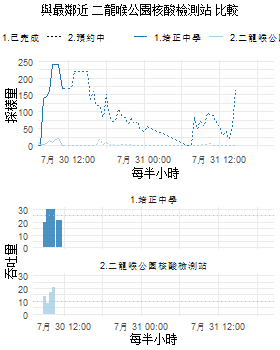 與最鄰近 二龍喉公園核酸檢測站 比較
1.已完成 2.預約中 1.培正中學 2.二龍喉公
採樣量
250
200
150
100
50
0
7月 30 12:00 7月 31 00:00 7月 31 12:00
每半小時
1.培正中學
30
20
10
0
吞吐量
2.二龍喉公園核酸檢測站
30
20
10
0
7月 30 12:00 7月 31 00:00 7月 31 12:00
每半小時